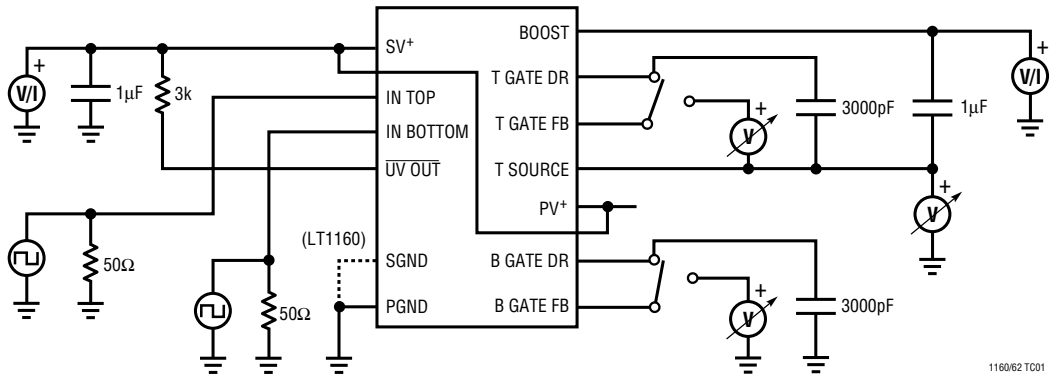 SV+
BOOST
+
V/I
1µF
3k
IN TOP
IN BOTTOM
UV OUT
T GATE DR
T GATE FB
T SOURCE
PV+
+
V
3000pF
1µF
+
V/I
+
V
50Ω
50Ω
(LT1160)
SGND
PGND
B GATE DR
B GATE FB
+
V
3000pF
1160/62 TC01